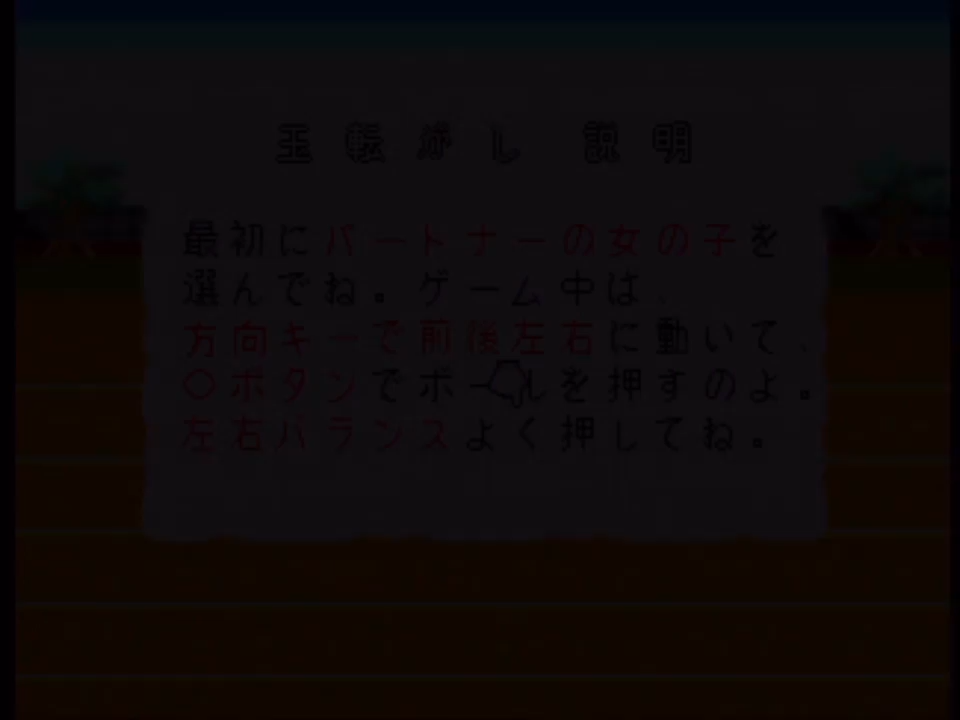 玉転がし 説明
最初にパートナーの女の子を
選んでね。ゲーム中は、
方向キーで前後左右に動いて、
○ボタンでボールを押すのよ。
左右バランスよく押してね。